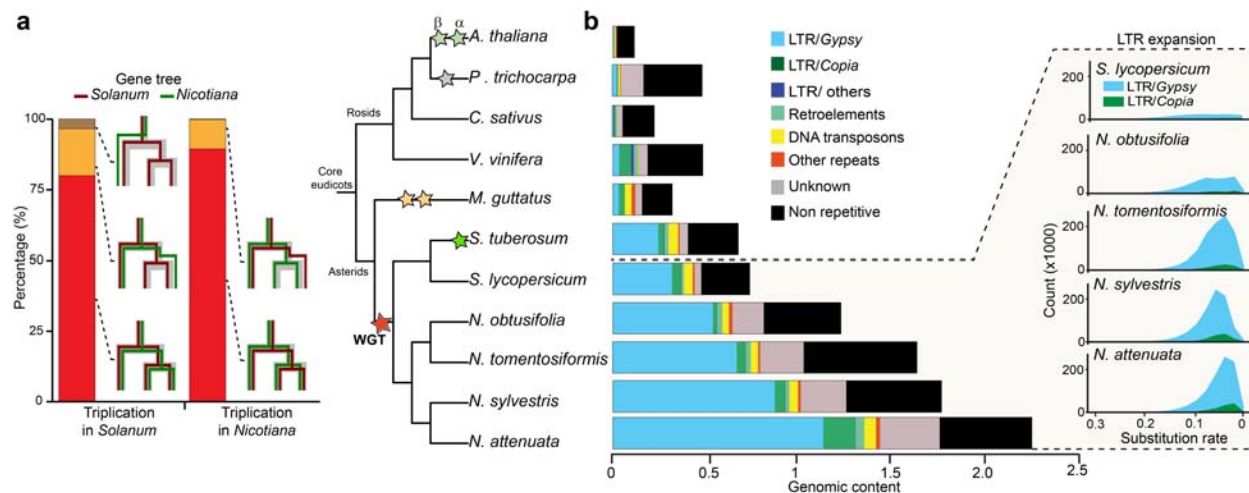 a
Gene tree
Solanum
Nicotiana
100
75
50
25
0
Percentage (%)
Triplication
in Solanum
Triplication
in Nicotiana
Core
eudicots
Rosids
Asterids
WGT
β α
A. thaliana
P . trichocarpa
C. sativus
V. vinifera
M. guttatus
S. tuberosum
S. lycopersicum
N. obtusifolia
N. tomentosiformis
N. sylvestris
N. attenuata
b
LTR/Gypsy
LTR/Copia
LTR/ others
Retroelements
DNA transposons
Other repeats
Unknown
Non repetitive
0 0.5 1 1.5 2.0 2.5
Genomic content
LTR expansion
S. lycopersicum
200
LTR/Gypsy
LTR/Copia
0
N. obtusifolia
200
0
N. tomentosiformis
200
0
N. sylvestris
200
0
N. attenuata
200
0
Count (x1000)
0.3 0.2 0.1 0
Substitution rate